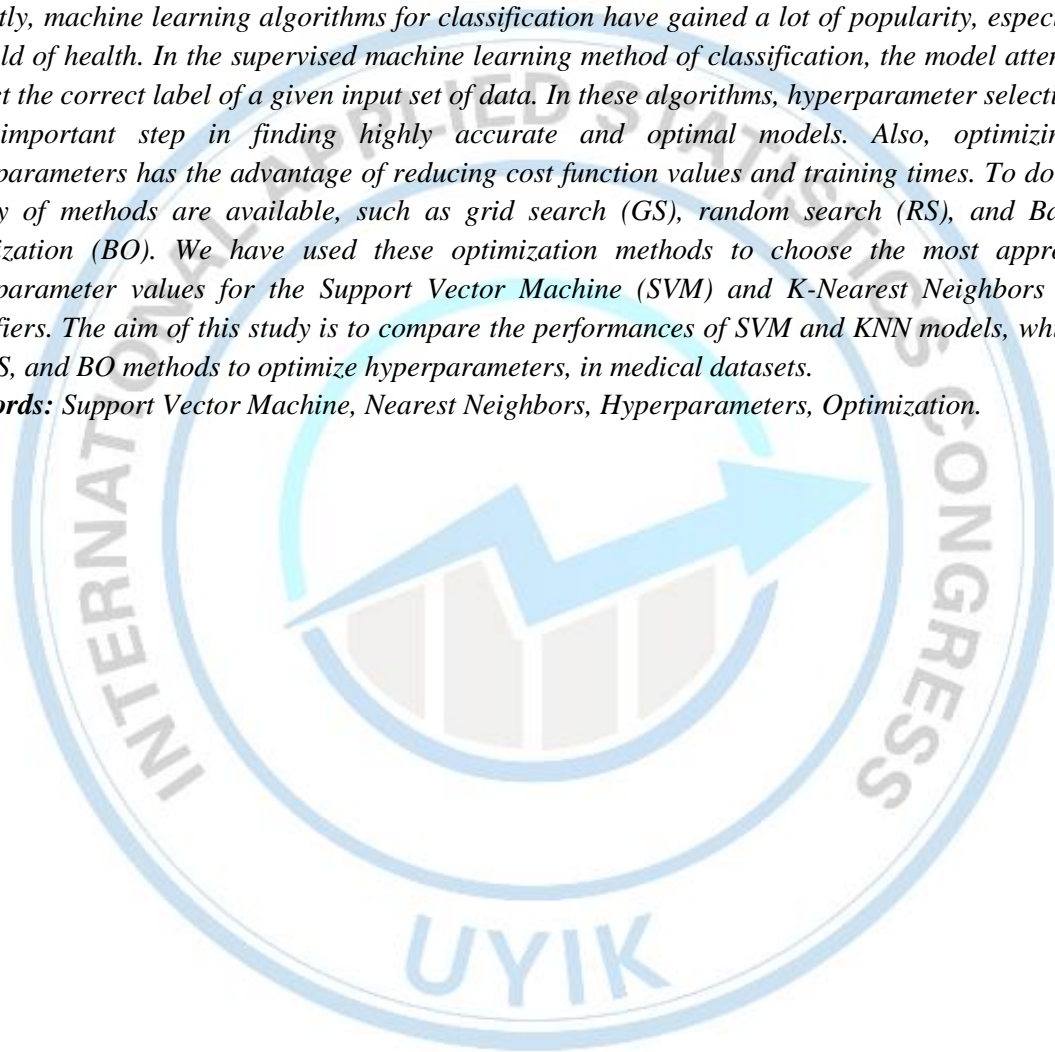 tly, machine learning algorithms for classification have gained a lot of popularity, especi
ld of health. In the supervised machine learning method of classification, the model atten
t the correct label of a given input set of data. In these algorithms, hyperparameter selecti
important step in finding highly accurate and optimal models. Also, optimizin
parameters has the advantage of reducing cost function values and training times. To do
y of methods are available, such as grid search (GS), random search (RS), and Ba
ization (BO). We have used these optimization methods to choose the most appro
parameter values for the Support Vector Machine (SVM) and K-Nearest Neighbors
fiers. The aim of this study is to compare the performances of SVM and KNN models, whi
S, and BO methods to optimize hyperparameters, in medical datasets.
ords: Support Vector Machine, Nearest Neighbors, Hyperparameters, Optimization.
INTERNATIONAL APPLIED STATISTICS CONGRESS
UYIK